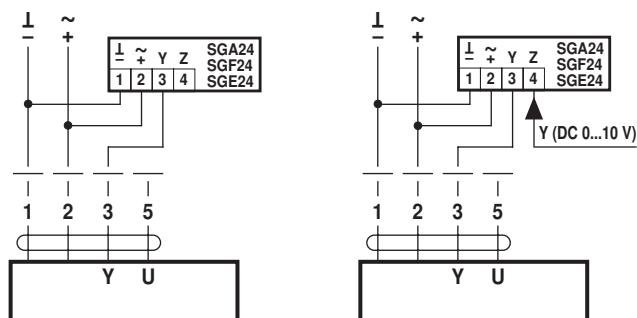 ⊥ ~
– +
⊥ ~ Y Z
– +
1 2 3 4
SGA24
SGF24
SGE24
1 2 3 5
Y U
⊥ ~
– +
⊥ ~ Y Z
– +
1 2 3 4
SGA24
SGF24
SGE24
Y (DC 0...10 V)
1 2 3 5
Y U